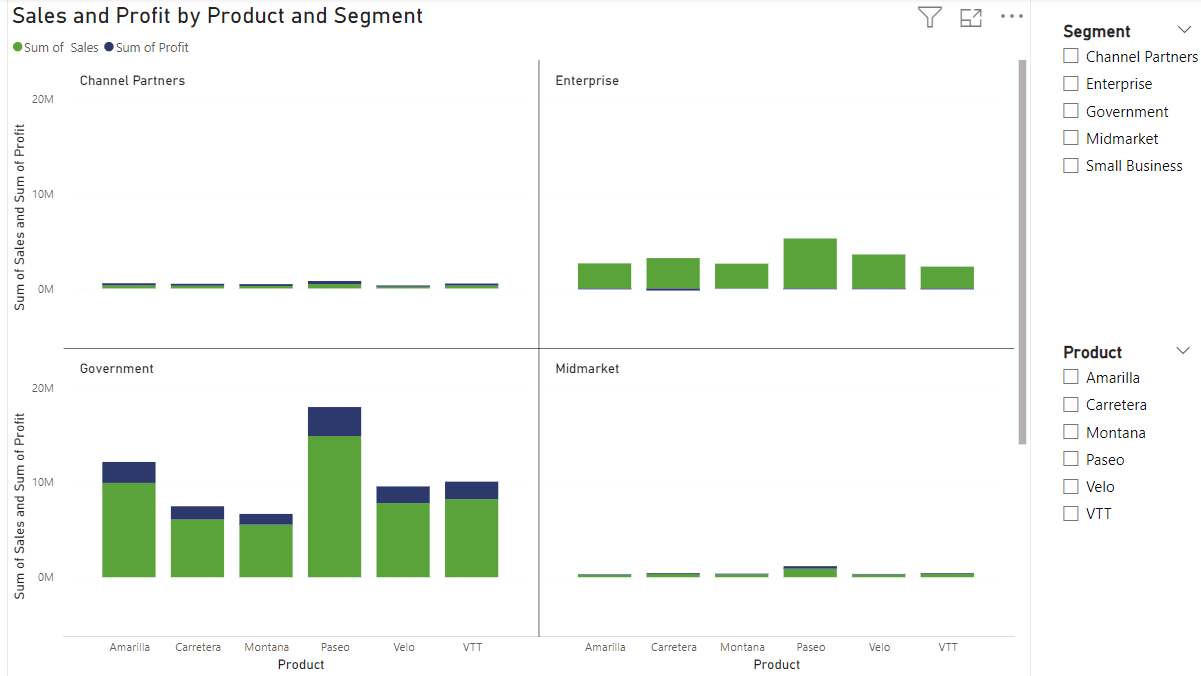 Sales and Profit by Product and Segment
Sum of Sales Sum of Profit
Channel Partners
Enterprise
20M
10M
0M
Sum of Sales and Sum of Profit
Government
Midmarket
20M
10M
0M
Sum of Sales and Sum of Profit
Amarilla Carretera Montana Paseo Velo VTT
Product
Amarilla Carretera Montana Paseo Velo VTT
Product
Segment
Channel Partners
Enterprise
Government
Midmarket
Small Business
Product
Amarilla
Carretera
Montana
Paseo
Velo
VTT